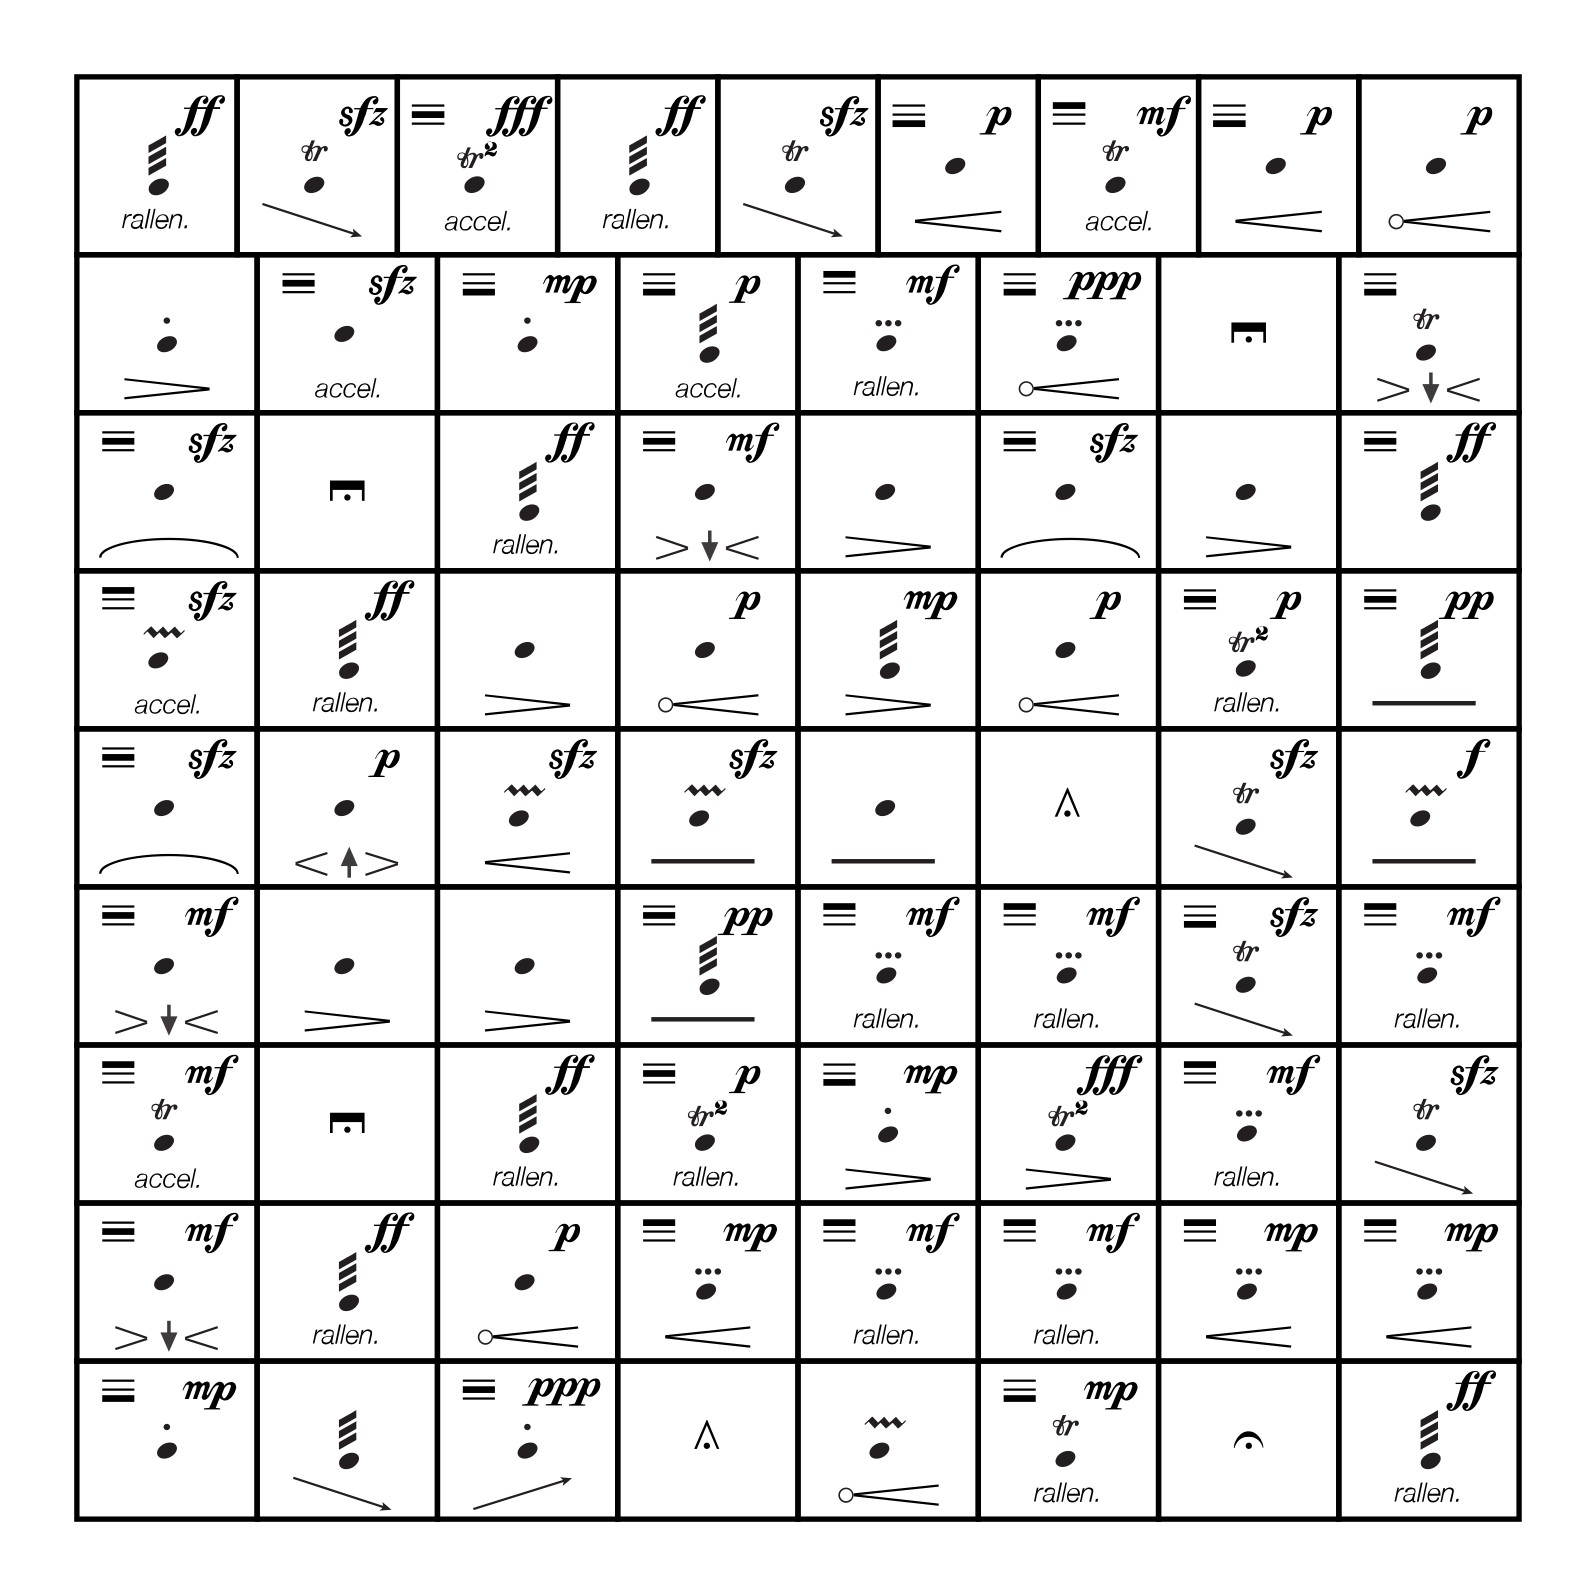 ff sfz fff ff sfz p mf p p
tr tr² tr tr
rallen. accel. rallen. accel.
sfz mp p mf ppp
tr
accel. accel. rallen.
sfz ff mf sfz ff
rallen.
sfz ff p mp p p pp
tr²
accel. rallen. rallen.
sfz p sfz sfz sfz f
tr
mf pp mf mf sfz mf
tr
rallen. rallen. rallen.
mf ff p mp fff mf sfz
tr tr² tr² tr
accel. rallen. rallen. rallen.
mf ff p mp mf mf mp mp
rallen. rallen. rallen.
mp ppp mp ff
tr
rallen. rallen.